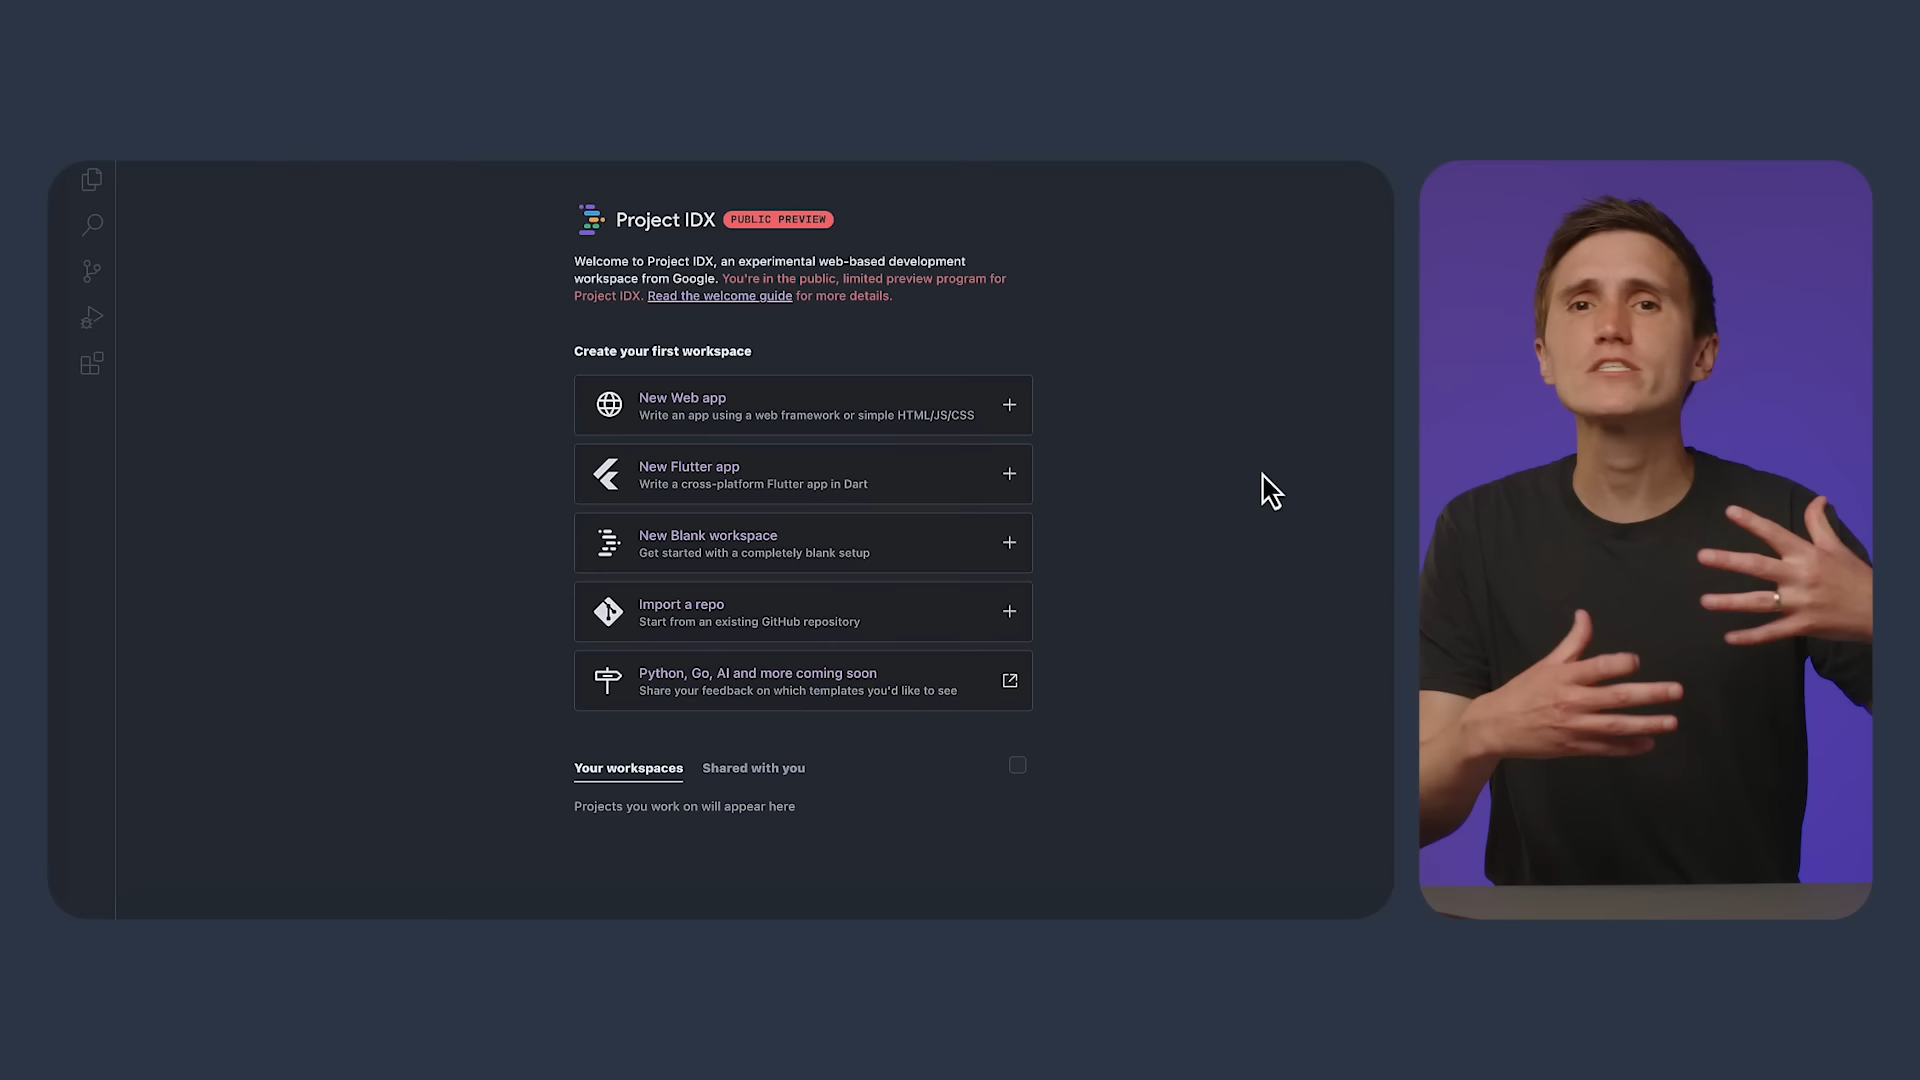 Project IDX PUBLIC PREVIEW
Welcome to Project IDX, an experimental web-based development
workspace from Google. You're in the public, limited preview program for
Project IDX. Read the welcome guide for more details.
Create your first workspace
New Web app
Write an app using a web framework or simple HTML/JS/CSS
New Flutter app
Write a cross-platform Flutter app in Dart
New Blank workspace
Get started with a completely blank setup
Import a repo
Start from an existing GitHub repository
Python, Go, AI and more coming soon
Share your feedback on which templates you'd like to see
Your workspaces Shared with you
Projects you work on will appear here